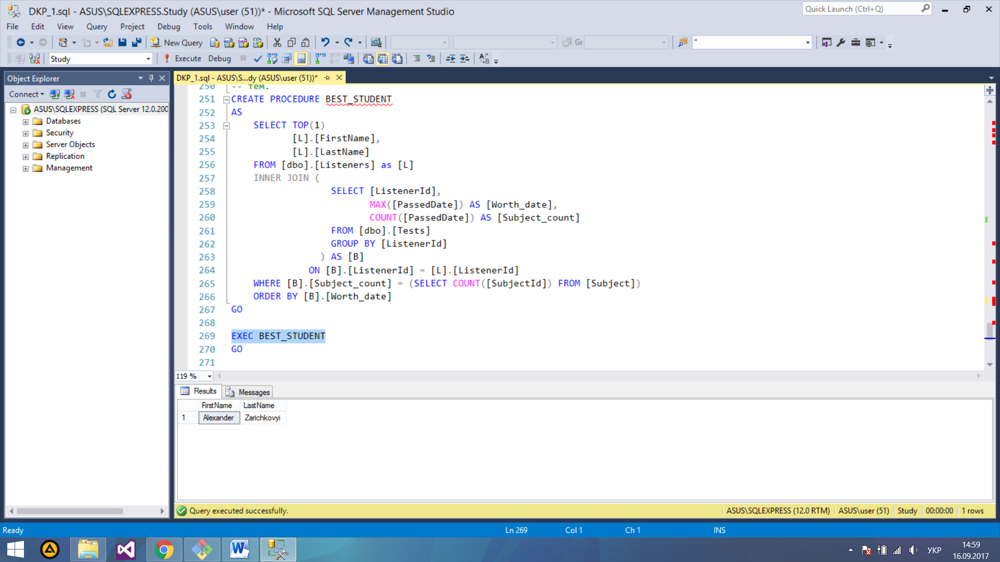 DKP_1.sql - ASUS\SQLEXPRESS.Study (ASUS\user (51))* - Microsoft SQL Server Management Studio
Quick Launch (Ctrl+Q)
File Edit View Query Project Debug Tools Window Help
New Query
Ge
"
Study
Execute Debug
Object Explorer
DKP_1.sql - ASUS\S...dy (ASUS\user (51))*
Connect
ASUS\SQLEXPRESS (SQL Server 12.0.200
Databases
Security
Server Objects
Replication
Management
250 -- тем.
251 CREATE PROCEDURE BEST_STUDENT
252 AS
253 SELECT TOP(1)
254 [L].[FirstName],
255 [L].[LastName]
256 FROM [dbo].[Listeners] as [L]
257 INNER JOIN (
258 SELECT [ListenerId],
259 MAX([PassedDate]) AS [Worth_date],
260 COUNT([PassedDate]) AS [Subject_count]
261 FROM [dbo].[Tests]
262 GROUP BY [ListenerId]
263 ) AS [B]
264 ON [B].[ListenerId] = [L].[ListenerId]
265 WHERE [B].[Subject_count] = (SELECT COUNT([SubjectId]) FROM [Subject])
266 ORDER BY [B].[Worth_date]
267 GO
268
269 EXEC BEST_STUDENT
270 GO
271
119 %
Results Messages
FirstName LastName
1 Alexander Zarichkovyi
Query executed successfully.
ASUS\SQLEXPRESS (12.0 RTM) ASUS\user (51) Study 00:00:00 1 rows
Ready Ln 269 Col 1 Ch 1 INS
УКР
14:59
16.09.2017